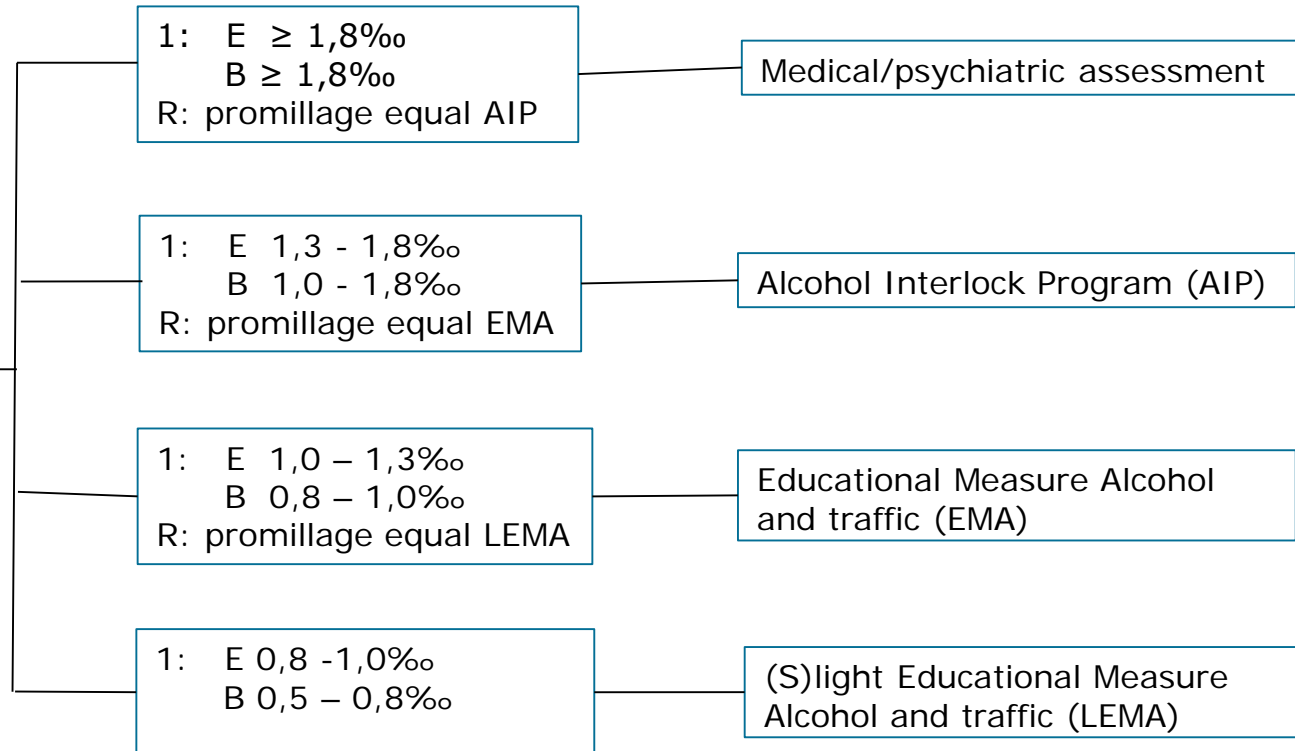 1: E ≥ 1,8‰
B ≥ 1,8‰
R: promillage equal AIP
Medical/psychiatric assessment
1: E 1,3 - 1,8‰
B 1,0 - 1,8‰
R: promillage equal EMA
Alcohol Interlock Program (AIP)
1: E 1,0 – 1,3‰
B 0,8 – 1,0‰
R: promillage equal LEMA
Educational Measure Alcohol
and traffic (EMA)
1: E 0,8 -1,0‰
B 0,5 – 0,8‰
(S)light Educational Measure
Alcohol and traffic (LEMA)